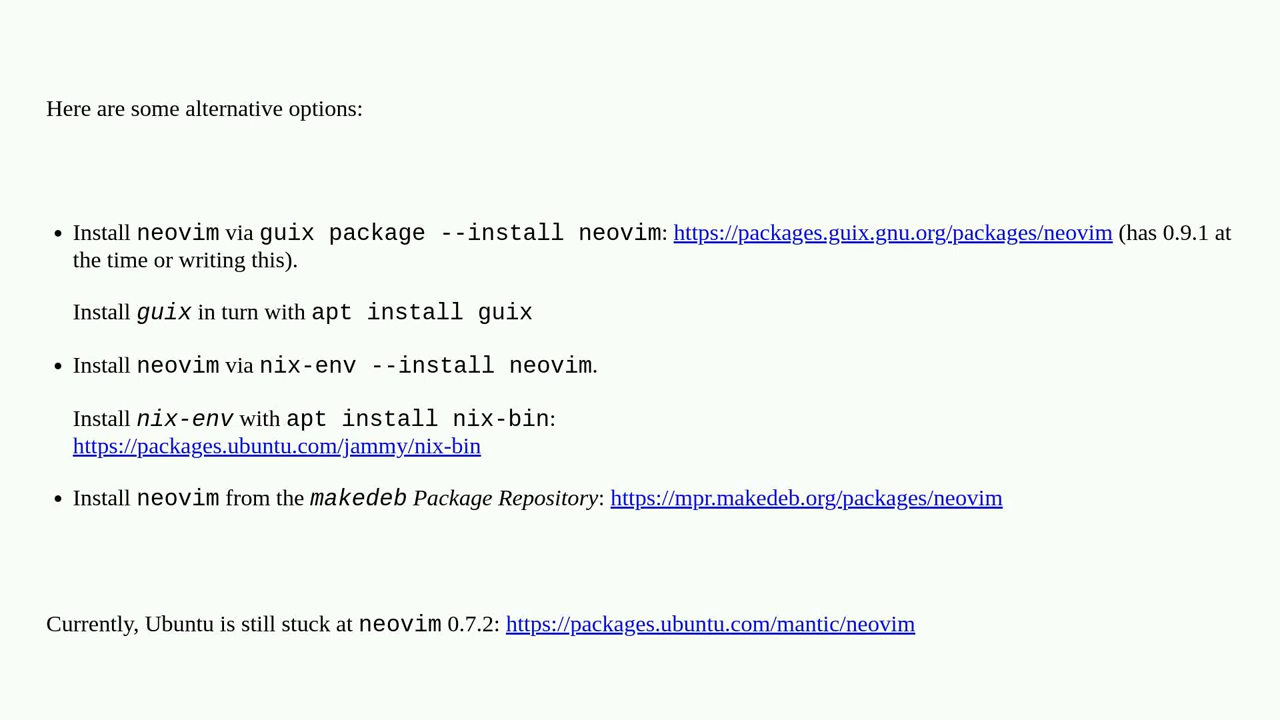 Here are some alternative options:
• Install neovim via guix package --install neovim: https://packages.guix.gnu.org/packages/neovim (has 0.9.1 at
the time or writing this).
Install guix in turn with apt install guix
• Install neovim via nix-env --install neovim.
Install nix-env with apt install nix-bin:
https://packages.ubuntu.com/jammy/nix-bin
• Install neovim from the makedeb Package Repository: https://mpr.makedeb.org/packages/neovim
Currently, Ubuntu is still stuck at neovim 0.7.2: https://packages.ubuntu.com/mantic/neovim